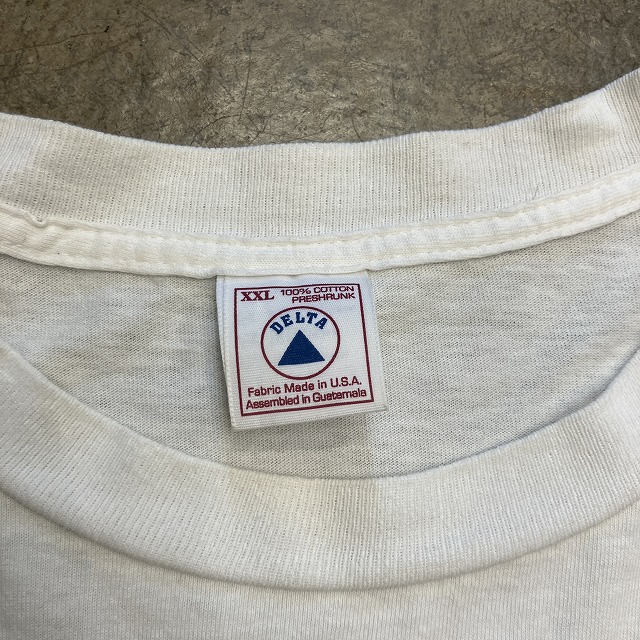 XXL 100% COTTON
PRESHRUNK
DELTA
Fabric Made in U.S.A.
Assembled in Guatemala